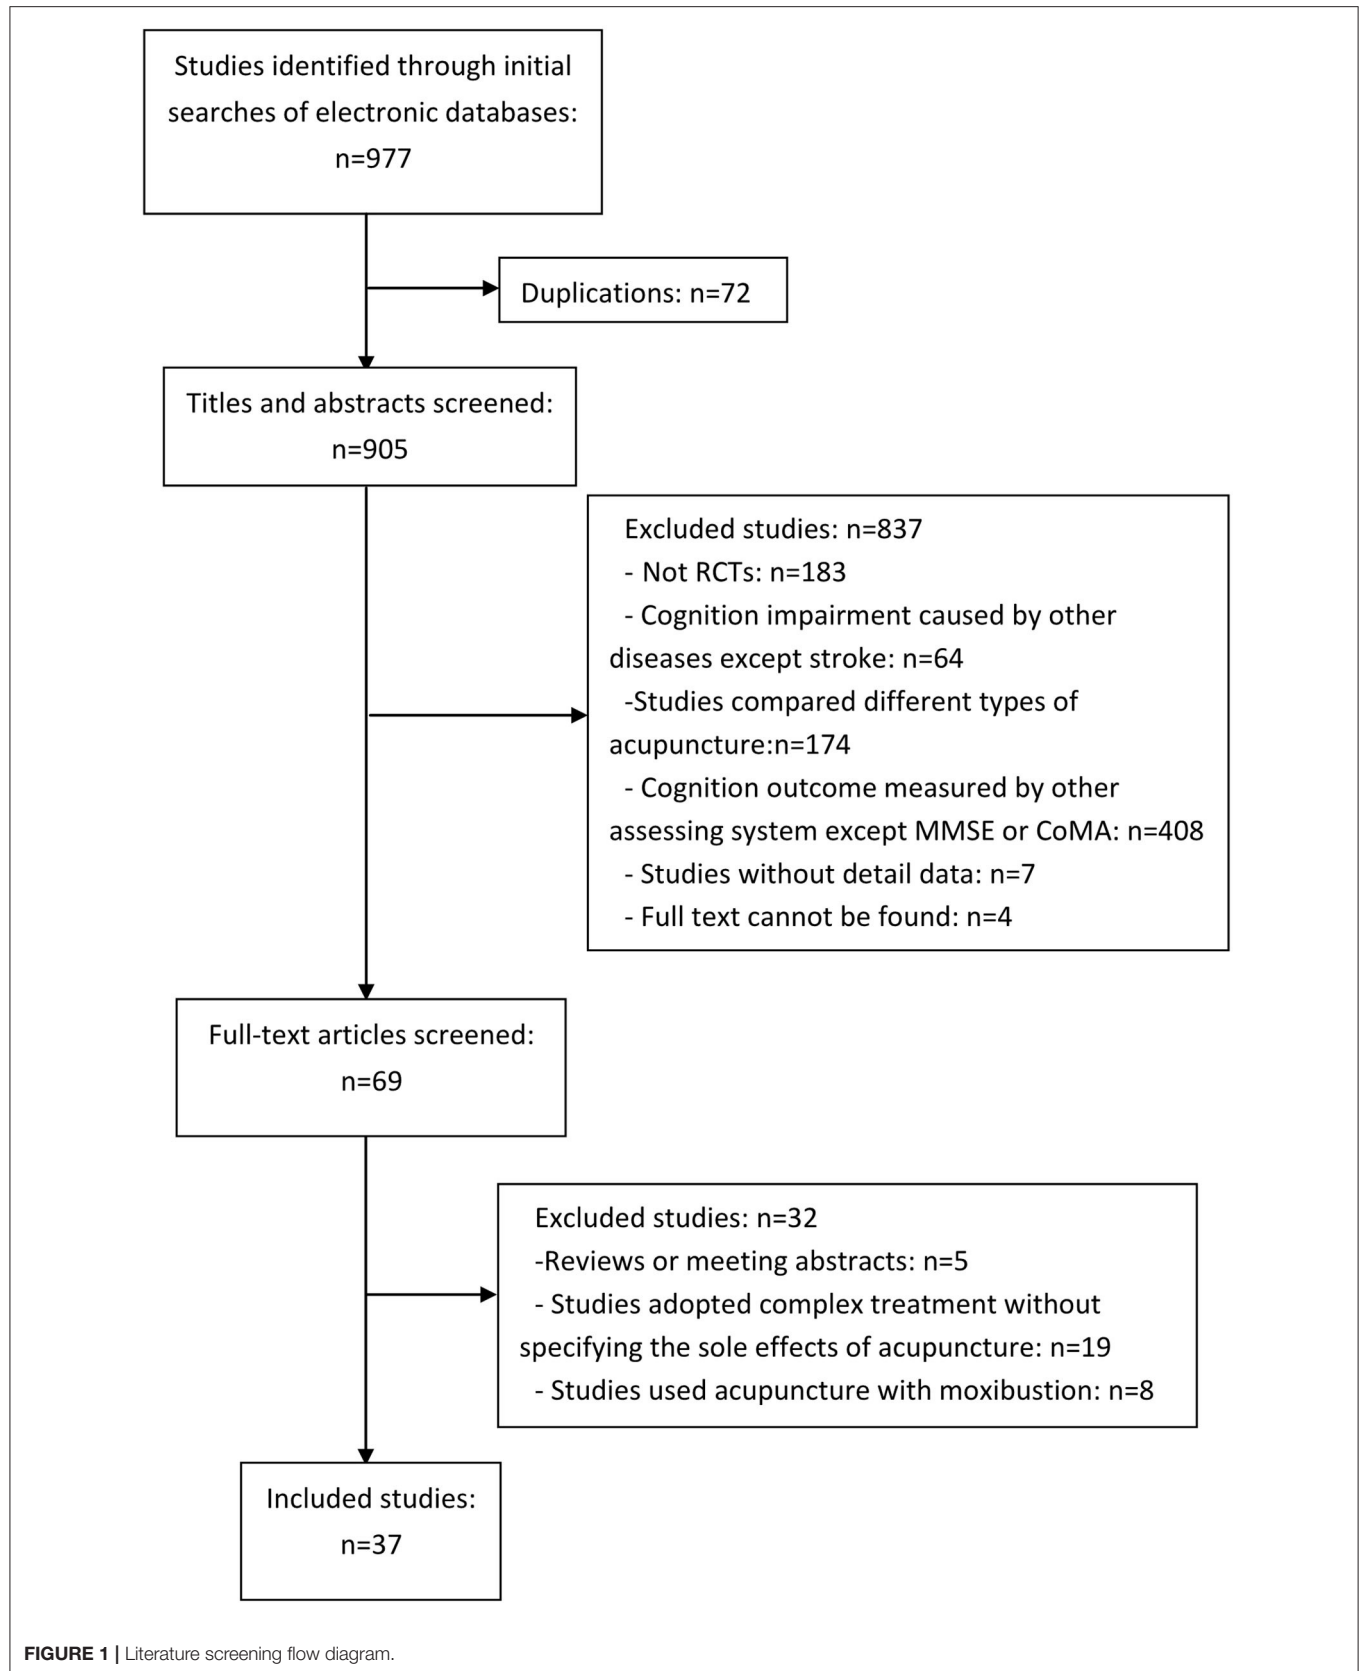 Studies identified through initial
searches of electronic databases:
n=977
Duplications: n=72
Titles and abstracts screened:
n=905
Excluded studies: n=837
- Not RCTs: n=183
- Cognition impairment caused by other
diseases except stroke: n=64
-Studies compared different types of
acupuncture:n=174
- Cognition outcome measured by other
assessing system except MMSE or CoMA: n=408
- Studies without detail data: n=7
- Full text cannot be found: n=4
Full-text articles screened:
n=69
Excluded studies: n=32
-Reviews or meeting abstracts: n=5
- Studies adopted complex treatment without
specifying the sole effects of acupuncture: n=19
- Studies used acupuncture with moxibustion: n=8
Included studies:
n=37
FIGURE 1 | Literature screening flow diagram.